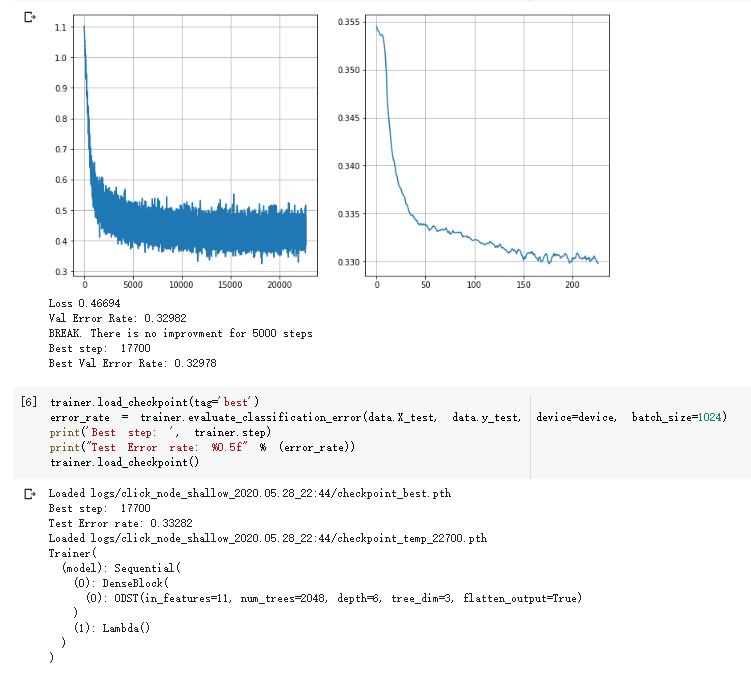 1.1
1.0
0.9
0.8
0.7
0.6
0.5
0.4
0.3
0 5000 10000 15000 20000
0.355
0.350
0.345
0.340
0.335
0.330
0 50 100 150 200
Loss 0.46694
Val Error Rate: 0.32982
BREAK. There is no improvment for 5000 steps
Best step: 17700
Best Val Error Rate: 0.32978
[6] trainer.load_checkpoint(tag='best')
error_rate = trainer.evaluate_classification_error(data.X_test, data.y_test, device=device, batch_size=1024)
print('Best step: ', trainer.step)
print("Test Error rate: %0.5f" % (error_rate))
trainer.load_checkpoint()
Loaded logs/click_node_shallow_2020.05.28_22:44/checkpoint_best.pth
Best step: 17700
Test Error rate: 0.33282
Loaded logs/click_node_shallow_2020.05.28_22:44/checkpoint_temp_22700.pth
Trainer(
(model): Sequential(
(0): DenseBlock(
(0): ODST(in_features=11, num_trees=2048, depth=6, tree_dim=3, flatten_output=True)
)
(1): Lambda()
)
)